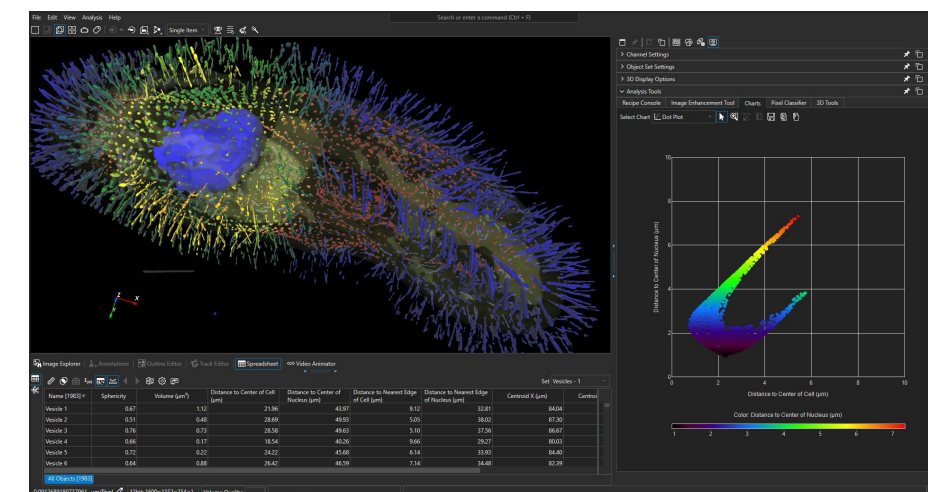 File Edit View Analysis Help
Search or enter a command (Ctrl + F)
Single Item
Channel Settings
Object Set Settings
3D Display Options
Analysis Tools
Recipe Console Image Enhancement Tool Charts Pixel Classifier 3D Tools
Select Chart Dot Plot
10
8
6
4
2
0 2 4 6 8 10
Distance to Center of Nucleus (µm)
Distance to Center of Cell (µm)
Color: Distance to Center of Nucleus (µm)
1 2 3 4 5 6 7
z x y
Image Explorer Annotations Outline Editor Track Editor Spreadsheet Video Animator
Set Vesicles - 1
Name [1983] Sphericity Volume (µm³) Distance to Center of Cell (µm) Distance to Center of Nucleus (µm) Distance to Nearest Edge of Cell (µm) Distance to Nearest Edge of Nucleus (µm) Centroid X (µm) Centroi
Vesicle 1 0.67 1.12 21.96 43.97 9.12 32.81 84.04
Vesicle 2 0.51 0.48 28.69 49.93 5.05 38.02 87.30
Vesicle 3 0.76 0.73 28.58 49.63 5.10 37.56 86.67
Vesicle 4 0.66 0.17 18.54 40.26 9.66 29.27 80.03
Vesicle 5 0.72 0.22 24.22 45.68 6.14 33.93 84.40
Vesicle 6 0.64 0.88 26.42 46.59 7.14 34.48 82.39
All Objects [1983]